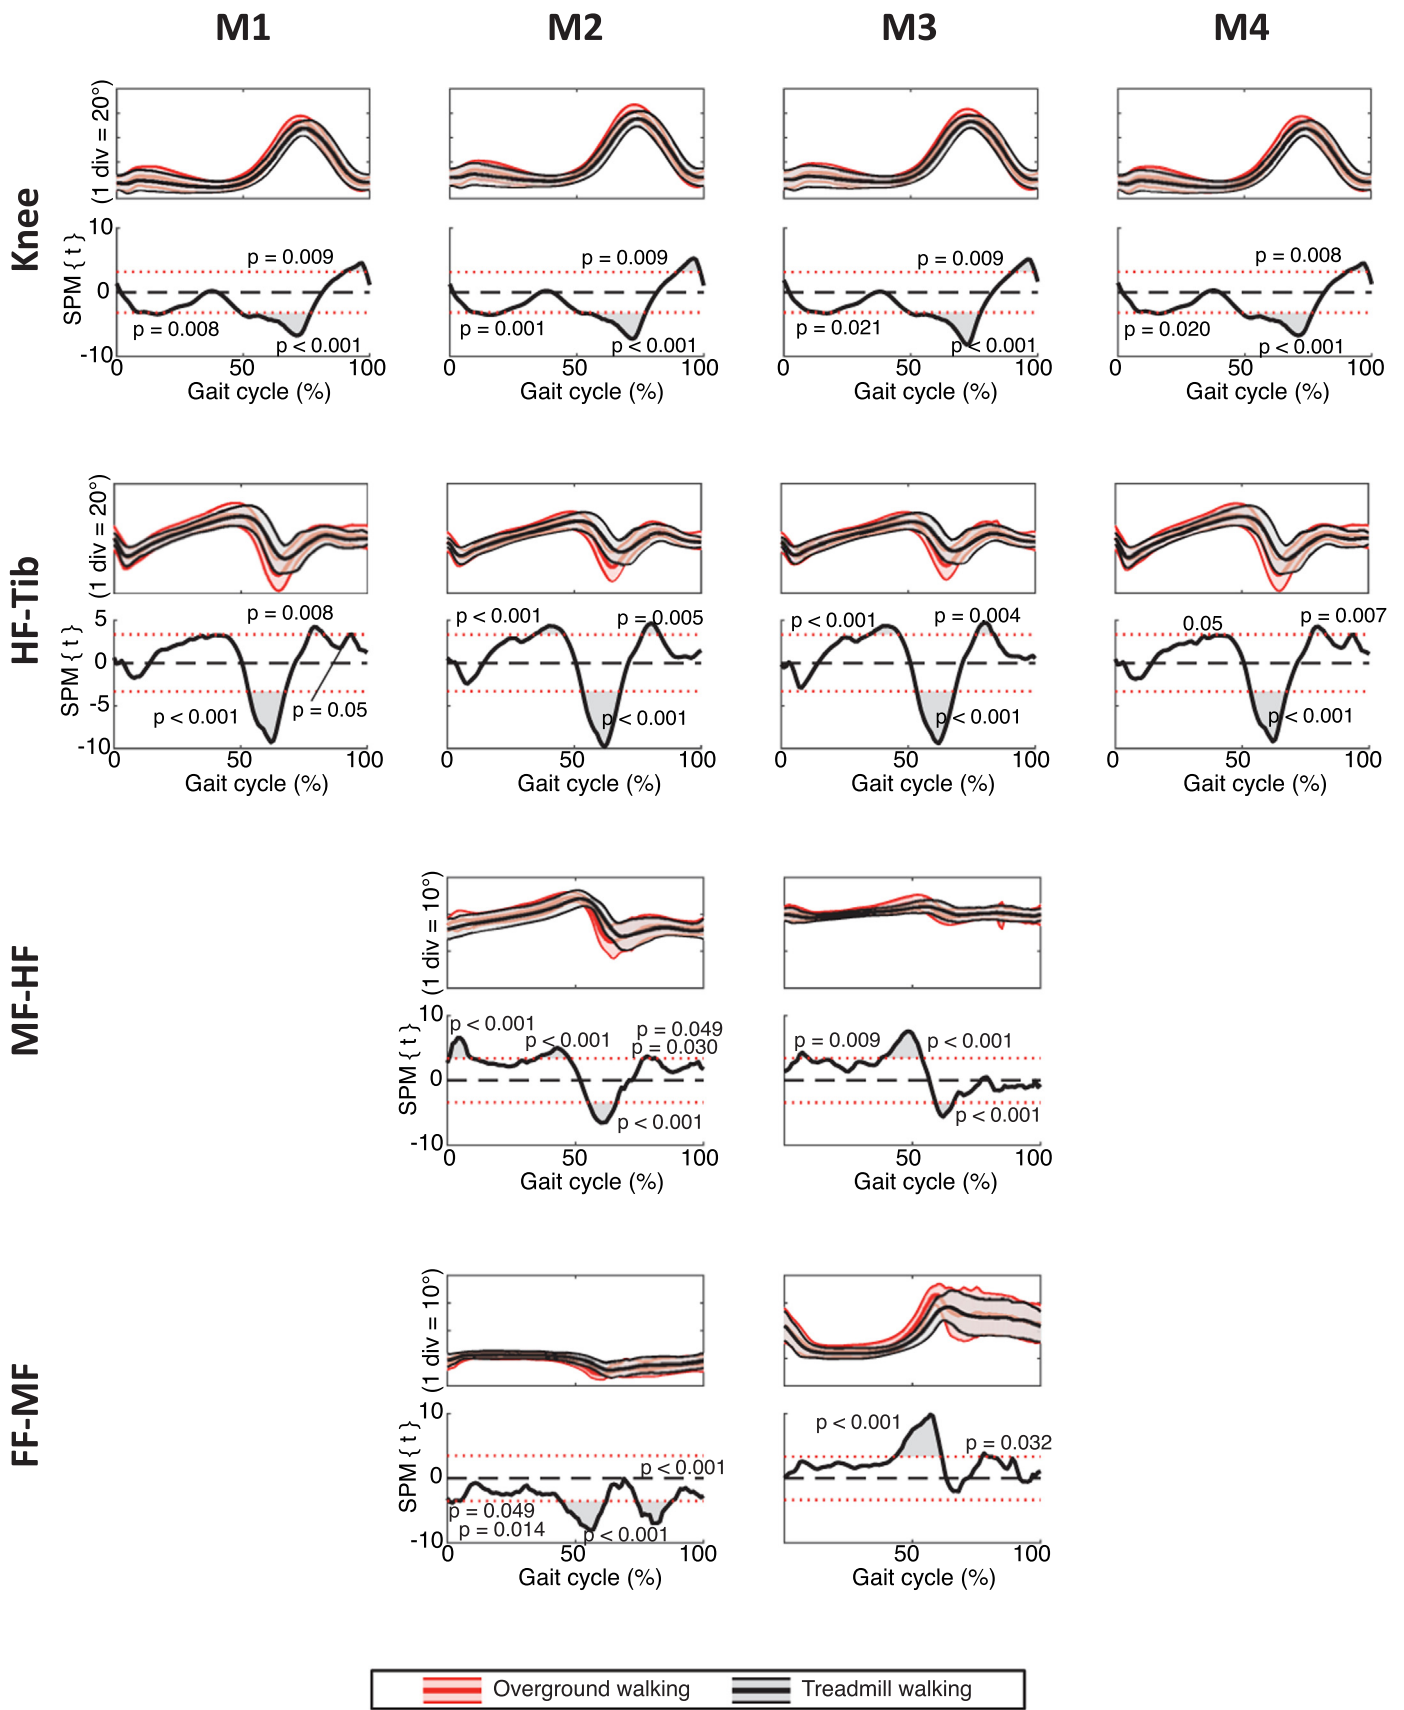 M1 M2 M3 M4
Knee
(1 div = 20°)
SPM { t }
10
0
-10
p = 0.009
p = 0.008
p < 0.001
0 50 100
Gait cycle (%)
p = 0.009
p = 0.001
p < 0.001
0 50 100
Gait cycle (%)
p = 0.009
p = 0.021
p < 0.001
0 50 100
Gait cycle (%)
p = 0.008
p = 0.020
p < 0.001
0 50 100
Gait cycle (%)
HF-Tib
(1 div = 20°)
SPM { t }
5
0
-5
-10
p = 0.008
p < 0.001
p = 0.05
0 50 100
Gait cycle (%)
p < 0.001
p = 0.005
p < 0.001
0 50 100
Gait cycle (%)
p < 0.001
p = 0.004
p < 0.001
0 50 100
Gait cycle (%)
0.05
p = 0.007
p < 0.001
0 50 100
Gait cycle (%)
MF-HF
(1 div = 10°)
SPM { t }
10
0
-10
p < 0.001
p < 0.001
p = 0.049
p = 0.030
p < 0.001
0 50 100
Gait cycle (%)
p = 0.009
p < 0.001
p < 0.001
50 100
Gait cycle (%)
FF-MF
(1 div = 10°)
SPM { t }
10
0
-10
p < 0.001
p = 0.049
p = 0.014
p < 0.001
0 50 100
Gait cycle (%)
p < 0.001
p = 0.032
50 100
Gait cycle (%)
Overground walking Treadmill walking